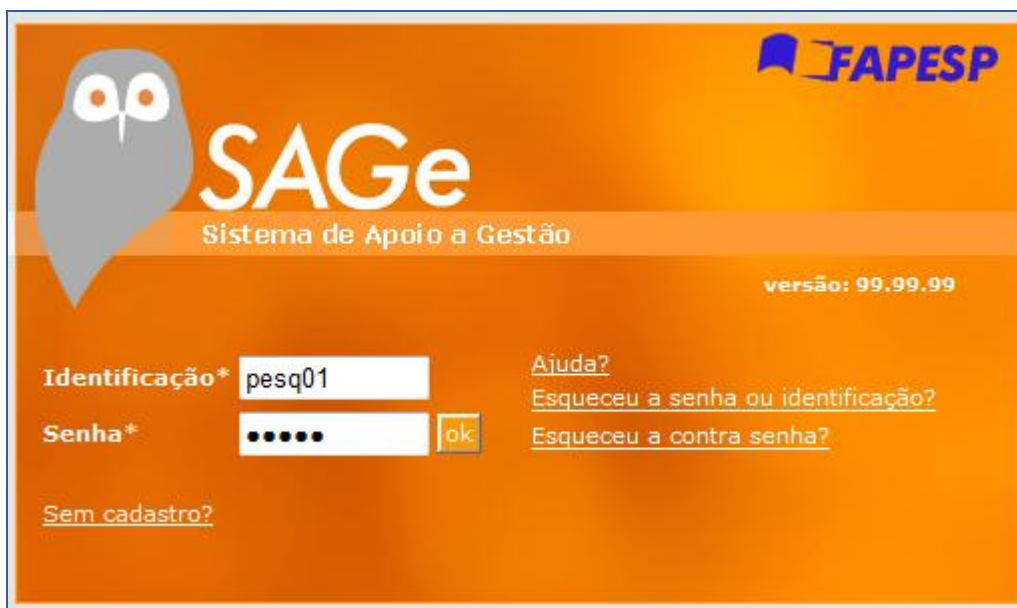 FAPESP
SAGe
Sistema de Apoio a Gestão
versão: 99.99.99
Identificação* pesq01
Senha* ••••• ok
Ajuda?
Esqueceu a senha ou identificação?
Esqueceu a contra senha?
Sem cadastro?